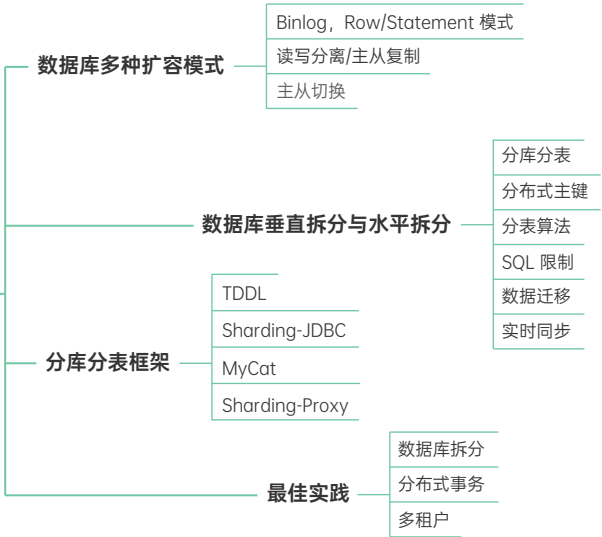 数据库多种扩容模式
Binlog，Row/Statement 模式
读写分离/主从复制
主从切换
数据库垂直拆分与水平拆分
分库分表
分布式主键
分表算法
SQL 限制
数据迁移
实时同步
分库分表框架
TDDL
Sharding-JDBC
MyCat
Sharding-Proxy
最佳实践
数据库拆分
分布式事务
多租户